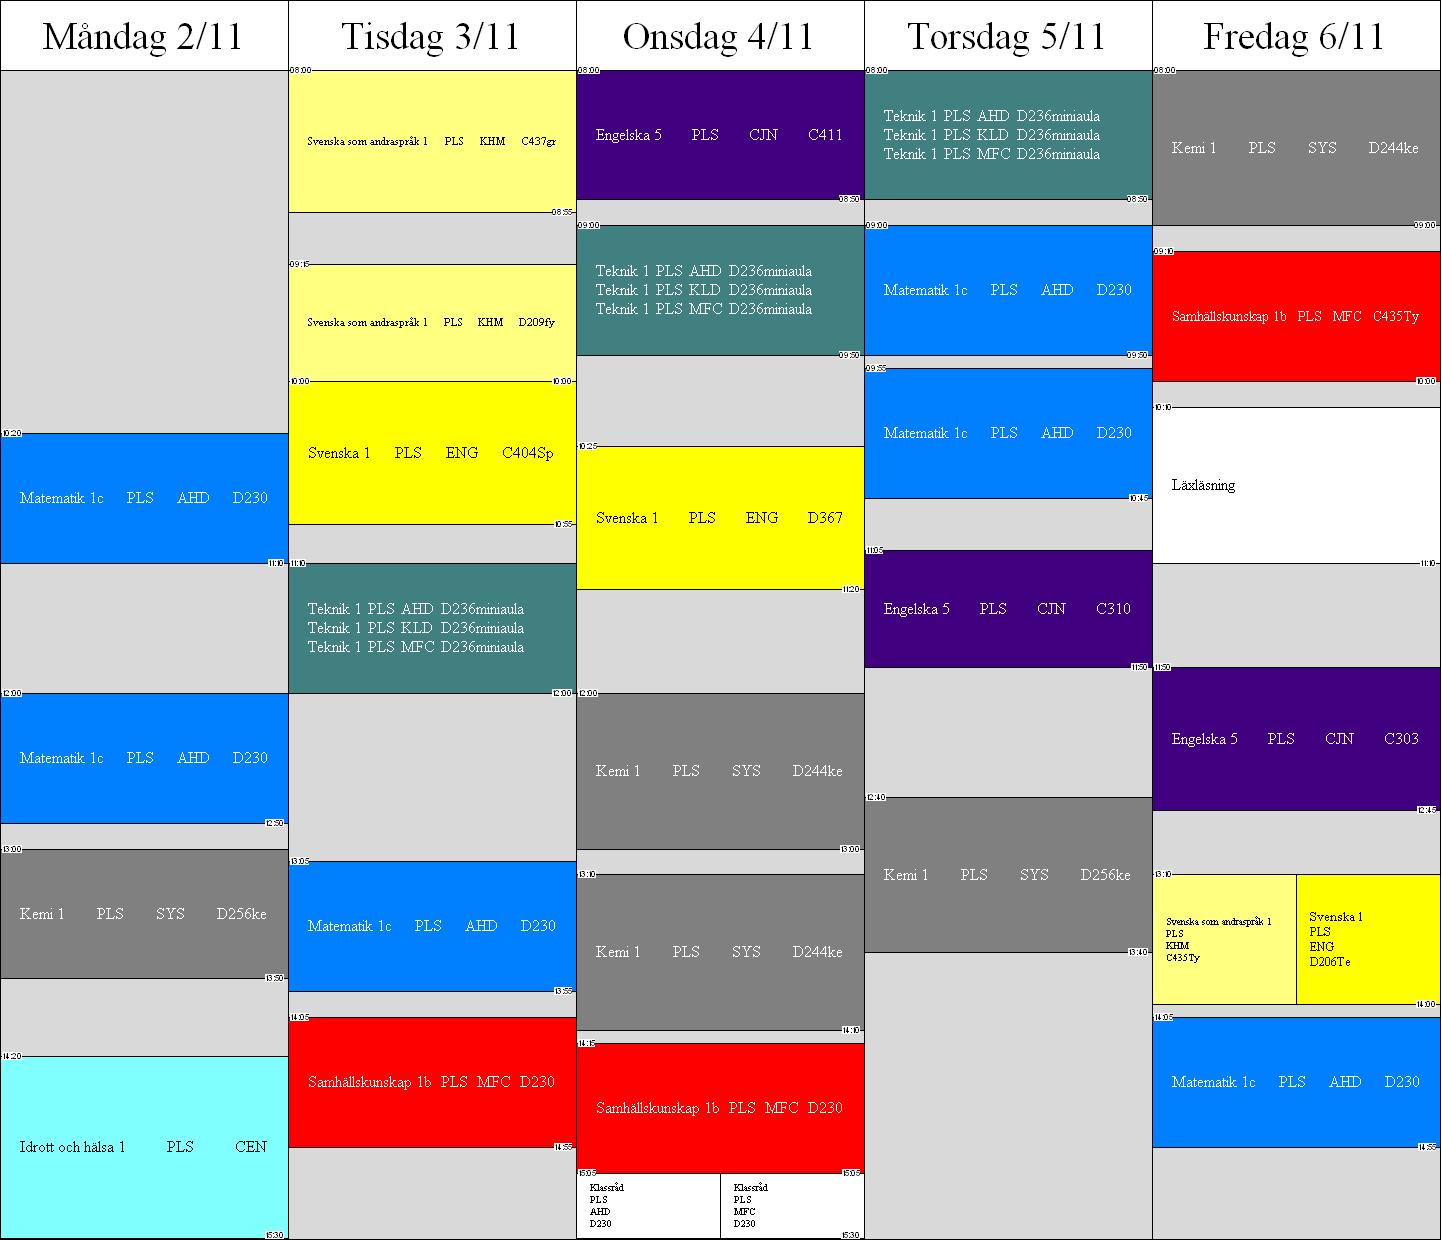 Måndag 2/11
10:20
Matematik 1c PLS AHD D230
11:10
12:00
Matematik 1c PLS AHD D230
12:50
13:00
Kemi 1 PLS SYS D256ke
13:50
14:20
Idrott och hälsa 1 PLS CEN
15:30
Tisdag 3/11
08:00
Svenska som andraspråk 1 PLS KHM C437gr
08:55
09:15
Svenska som andraspråk 1 PLS KHM D209fy
10:00
10:00
Svenska 1 PLS ENG C404Sp
10:55
11:10
Teknik 1 PLS AHD D236miniaula
Teknik 1 PLS KLD D236miniaula
Teknik 1 PLS MFC D236miniaula
12:00
13:05
Matematik 1c PLS AHD D230
13:55
14:05
Samhällskunskap 1b PLS MFC D230
14:55
Onsdag 4/11
08:00
Engelska 5 PLS CJN C411
08:50
09:00
Teknik 1 PLS AHD D236miniaula
Teknik 1 PLS KLD D236miniaula
Teknik 1 PLS MFC D236miniaula
09:50
10:25
Svenska 1 PLS ENG D367
11:20
12:00
Kemi 1 PLS SYS D244ke
13:00
13:10
Kemi 1 PLS SYS D244ke
14:10
14:15
Samhällskunskap 1b PLS MFC D230
15:05
15:05
Klassråd
PLS
AHD
D230
Klassråd
PLS
MFC
D230
15:30
Torsdag 5/11
08:00
Teknik 1 PLS AHD D236miniaula
Teknik 1 PLS KLD D236miniaula
Teknik 1 PLS MFC D236miniaula
08:50
09:00
Matematik 1c PLS AHD D230
09:50
09:55
Matematik 1c PLS AHD D230
10:45
11:05
Engelska 5 PLS CJN C310
11:50
12:40
Kemi 1 PLS SYS D256ke
13:40
Fredag 6/11
08:00
Kemi 1 PLS SYS D244ke
09:00
09:10
Samhällskunskap 1b PLS MFC C435Ty
10:00
10:10
Läxläsning
11:10
11:50
Engelska 5 PLS CJN C303
12:45
13:10
Svenska som andraspråk 1
PLS
KHM
C435Ty
Svenska 1
PLS
ENG
D206Te
14:00
14:05
Matematik 1c PLS AHD D230
14:55